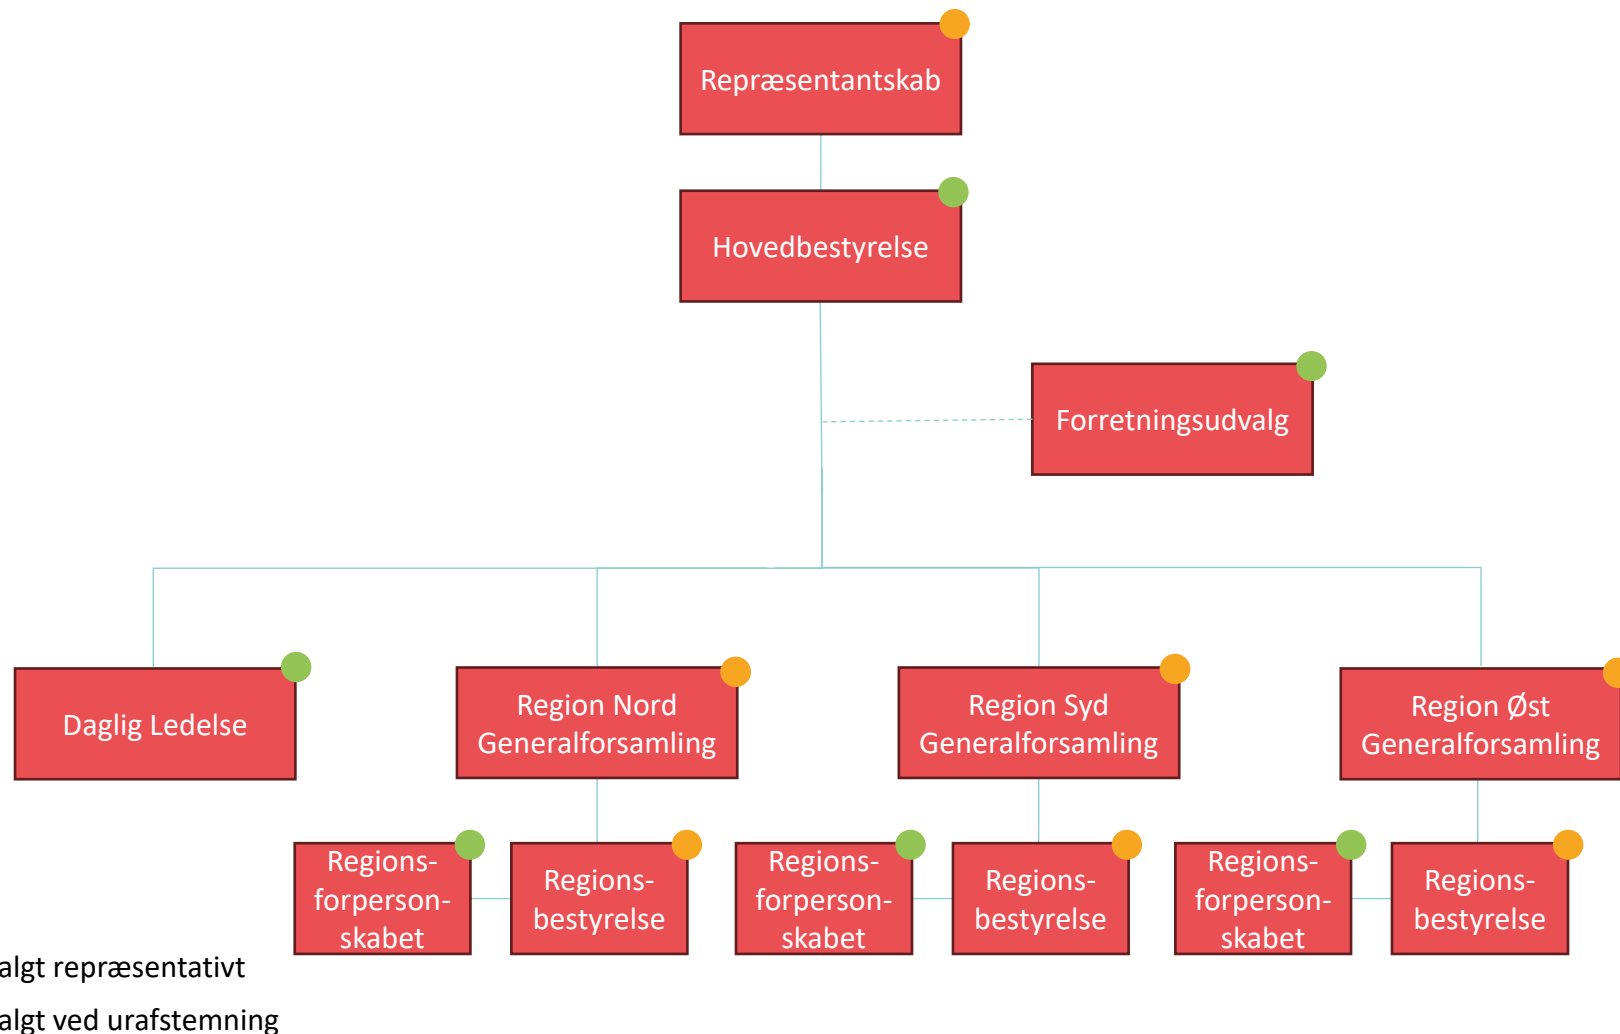 Repræsentantskab
Hovedbestyrelse
Forretningsudvalg
Daglig Ledelse
Region Nord
Generalforsamling
Region Syd
Generalforsamling
Region Øst
Generalforsamling
Regions-
forperson-
skabet
Regions-
bestyrelse
Regions-
forperson-
skabet
Regions-
bestyrelse
Regions-
forperson-
skabet
Regions-
bestyrelse
algt repræsentativt
algt ved urafstemning